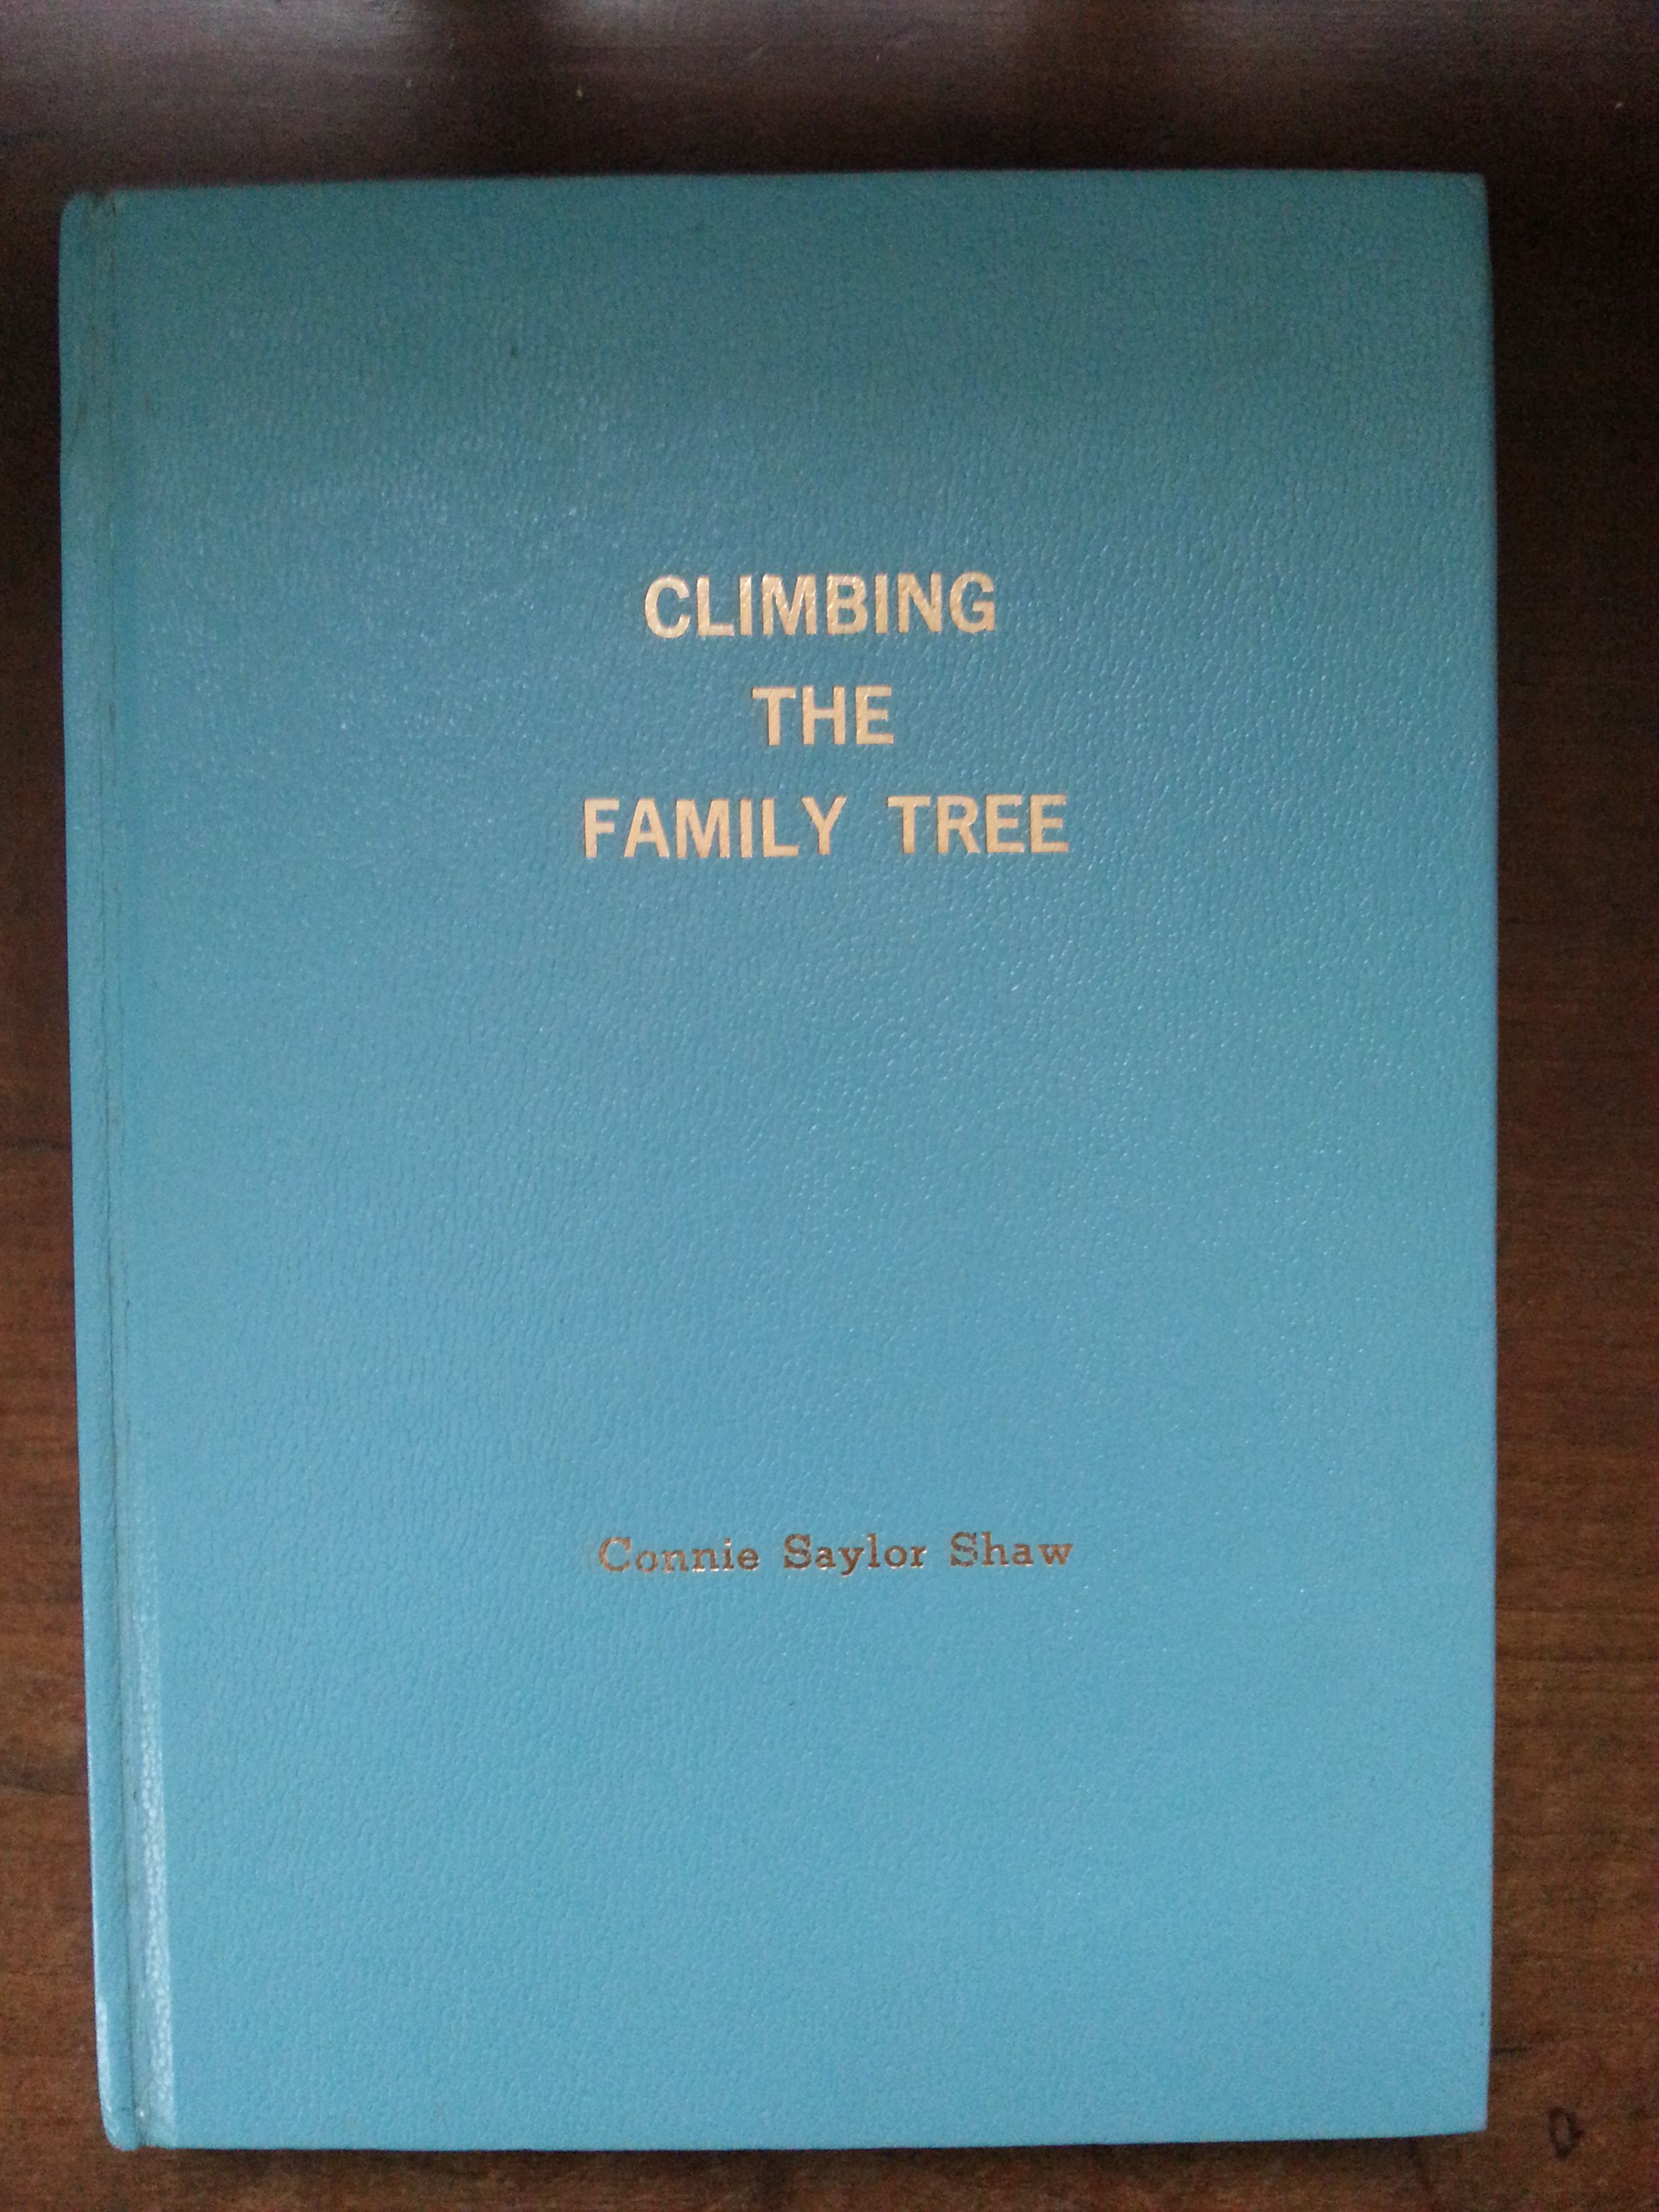 CLIMBING
THE
FAMILY TREE
Connie Saylor Shaw